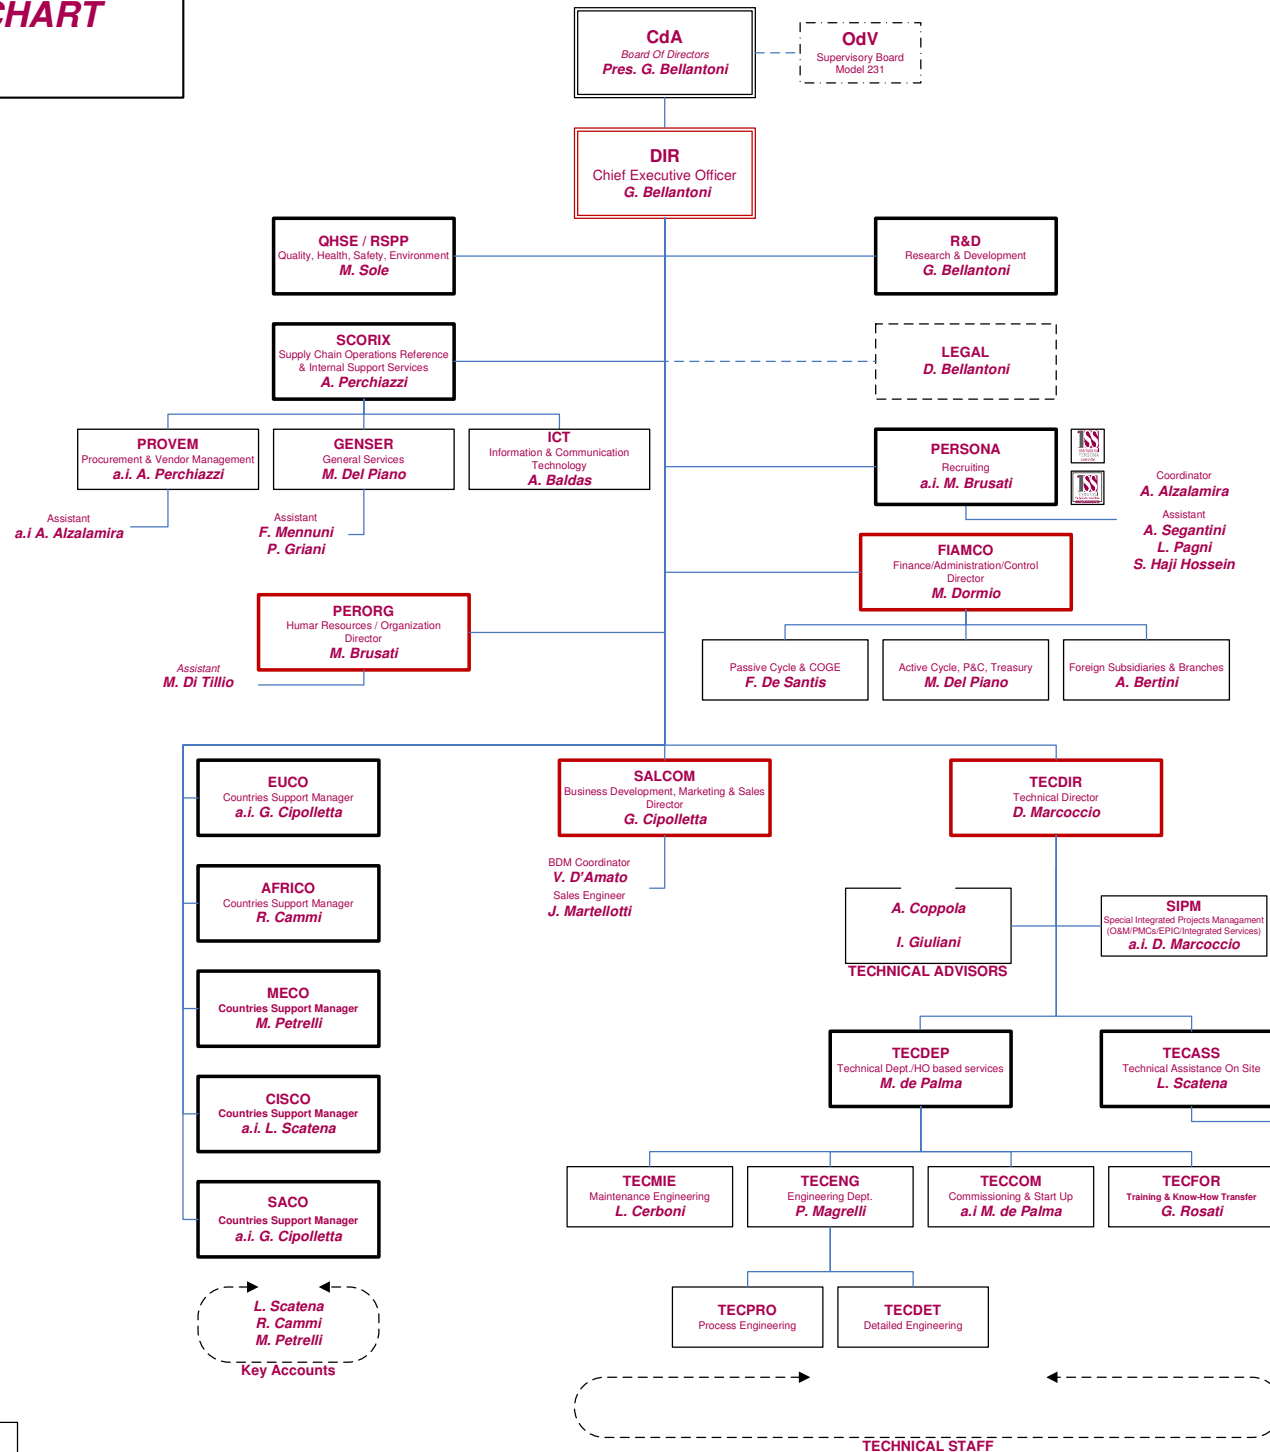 CHART
CdA
Board Of Directors
Pres. G. Bellantoni
OdV
Supervisory Board
Model 231
DIR
Chief Executive Officer
G. Bellantoni
QHSE / RSPP
Quality, Health, Safety, Environment
M. Sole
R&D
Research & Development
G. Bellantoni
SCORIX
Supply Chain Operations Reference
& Internal Support Services
A. Perchiazzi
LEGAL
D. Bellantoni
PROVEM
Procurement & Vendor Management
a.i. A. Perchiazzi
GENSER
General Services
M. Del Piano
ICT
Information & Communication
Technology
A. Baldas
PERSONA
Recruiting
a.i. M. Brusati
Coordinator
A. Alzalamira
Assistant
A. Segantini
L. Pagni
S. Haji Hossein
Assistant
a.i A. Alzalamira
Assistant
F. Mennuni
P. Griani
FIAMCO
Finance/Administration/Control
Director
M. Dormio
PERORG
Humar Resources / Organization
Director
M. Brusati
Assistant
M. Di Tillio
Passive Cycle & COGE
F. De Santis
Active Cycle, P&C, Treasury
M. Del Piano
Foreign Subsidiaries & Branches
A. Bertini
EUCO
Countries Support Manager
a.i. G. Cipolletta
SALCOM
Business Development, Marketing & Sales
Director
G. Cipolletta
TECDIR
Technical Director
D. Marcoccio
BDM Coordinator
V. D'Amato
Sales Engineer
J. Martellotti
AFRICO
Countries Support Manager
R. Cammi
A. Coppola
I. Giuliani
TECHNICAL ADVISORS
SIPM
Special Integrated Projects Managament
(O&M/PMCs/EPIC/Integrated Services)
a.i. D. Marcoccio
MECO
Countries Support Manager
M. Petrelli
TECDEP
Technical Dept./HO based services
M. de Palma
TECASS
Technical Assistance On Site
L. Scatena
CISCO
Countries Support Manager
a.i. L. Scatena
TECMIE
Maintenance Engineering
L. Cerboni
TECENG
Engineering Dept.
P. Magrelli
TECCOM
Commissioning & Start Up
a.i M. de Palma
TECFOR
Training & Know-How Transfer
G. Rosati
SACO
Countries Support Manager
a.i. G. Cipolletta
TECPRO
Process Engineering
TECDET
Detailed Engineering
L. Scatena
R. Cammi
M. Petrelli
Key Accounts
TECHNICAL STAFF